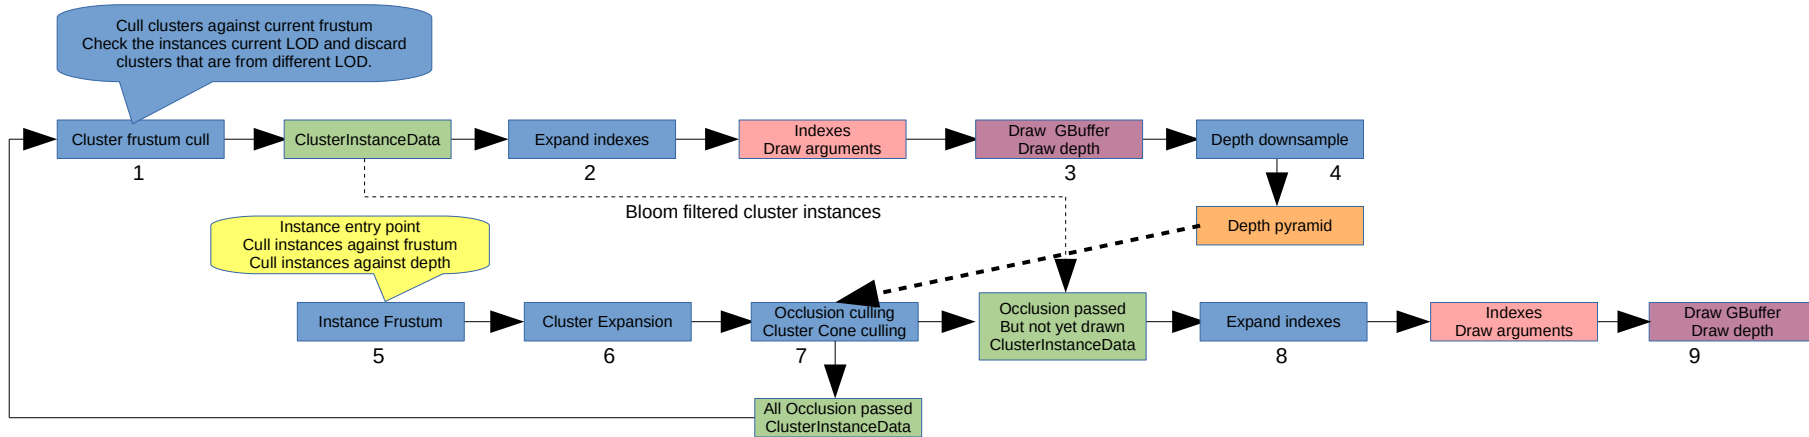 Cull clusters against current frustum
Check the instances current LOD and discard
clusters that are from different LOD.
Cluster frustum cull
1
ClusterInstanceData
Expand indexes
2
Indexes
Draw arguments
Draw GBuffer
Draw depth
3
Depth downsample
4
Bloom filtered cluster instances
Depth pyramid
Instance entry point
Cull instances against frustum
Cull instances against depth
Instance Frustum
5
Cluster Expansion
6
Occlusion culling
Cluster Cone culling
7
Occlusion passed
But not yet drawn
ClusterInstanceData
Expand indexes
8
Indexes
Draw arguments
Draw GBuffer
Draw depth
9
All Occlusion passed
ClusterInstanceData